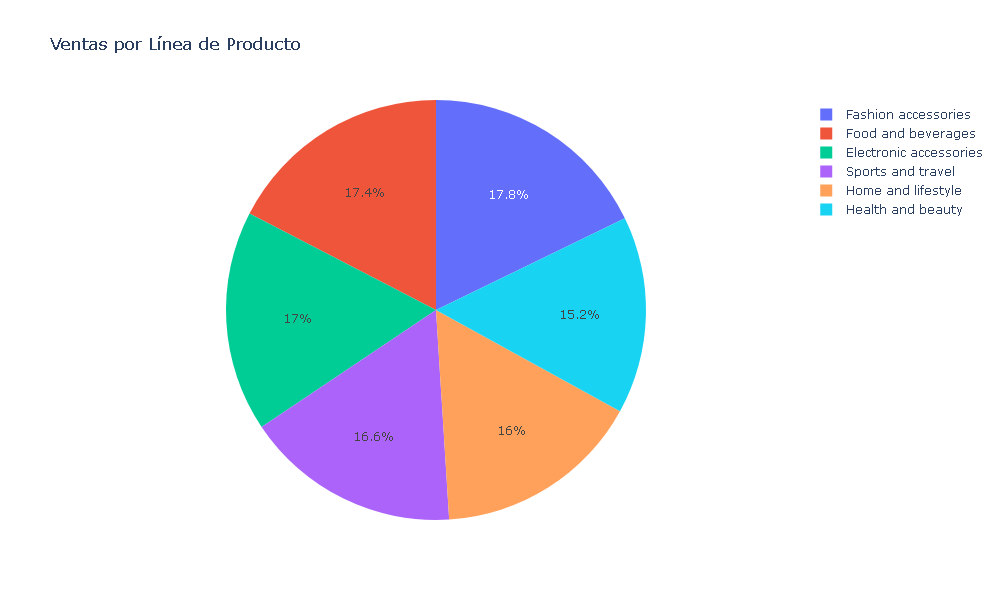 Ventas por Línea de Producto
Fashion accessories
Food and beverages
Electronic accessories
Sports and travel
Home and lifestyle
Health and beauty
17.4%
17.8%
17%
15.2%
16.6%
16%